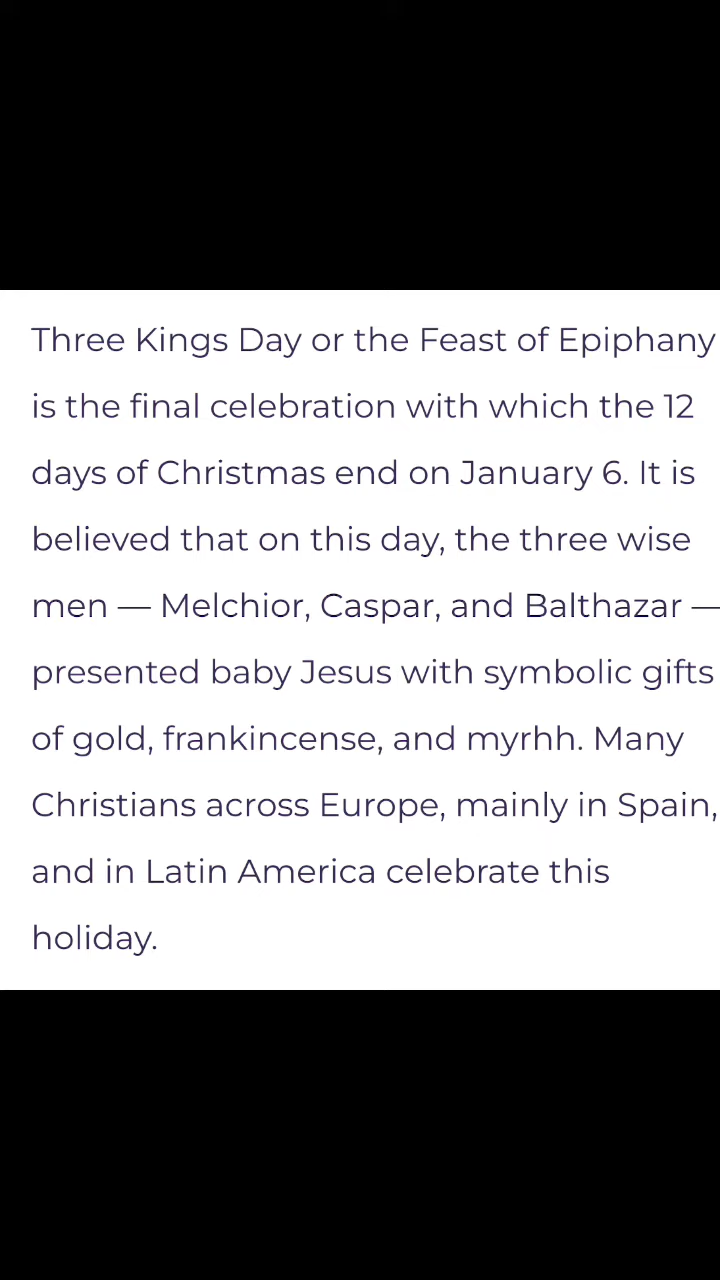 Three Kings Day or the Feast of Epiphany
is the final celebration with which the 12
days of Christmas end on January 6. It is
believed that on this day, the three wise
men — Melchior, Caspar, and Balthazar —
presented baby Jesus with symbolic gifts
of gold, frankincense, and myrhh. Many
Christians across Europe, mainly in Spain,
and in Latin America celebrate this
holiday.